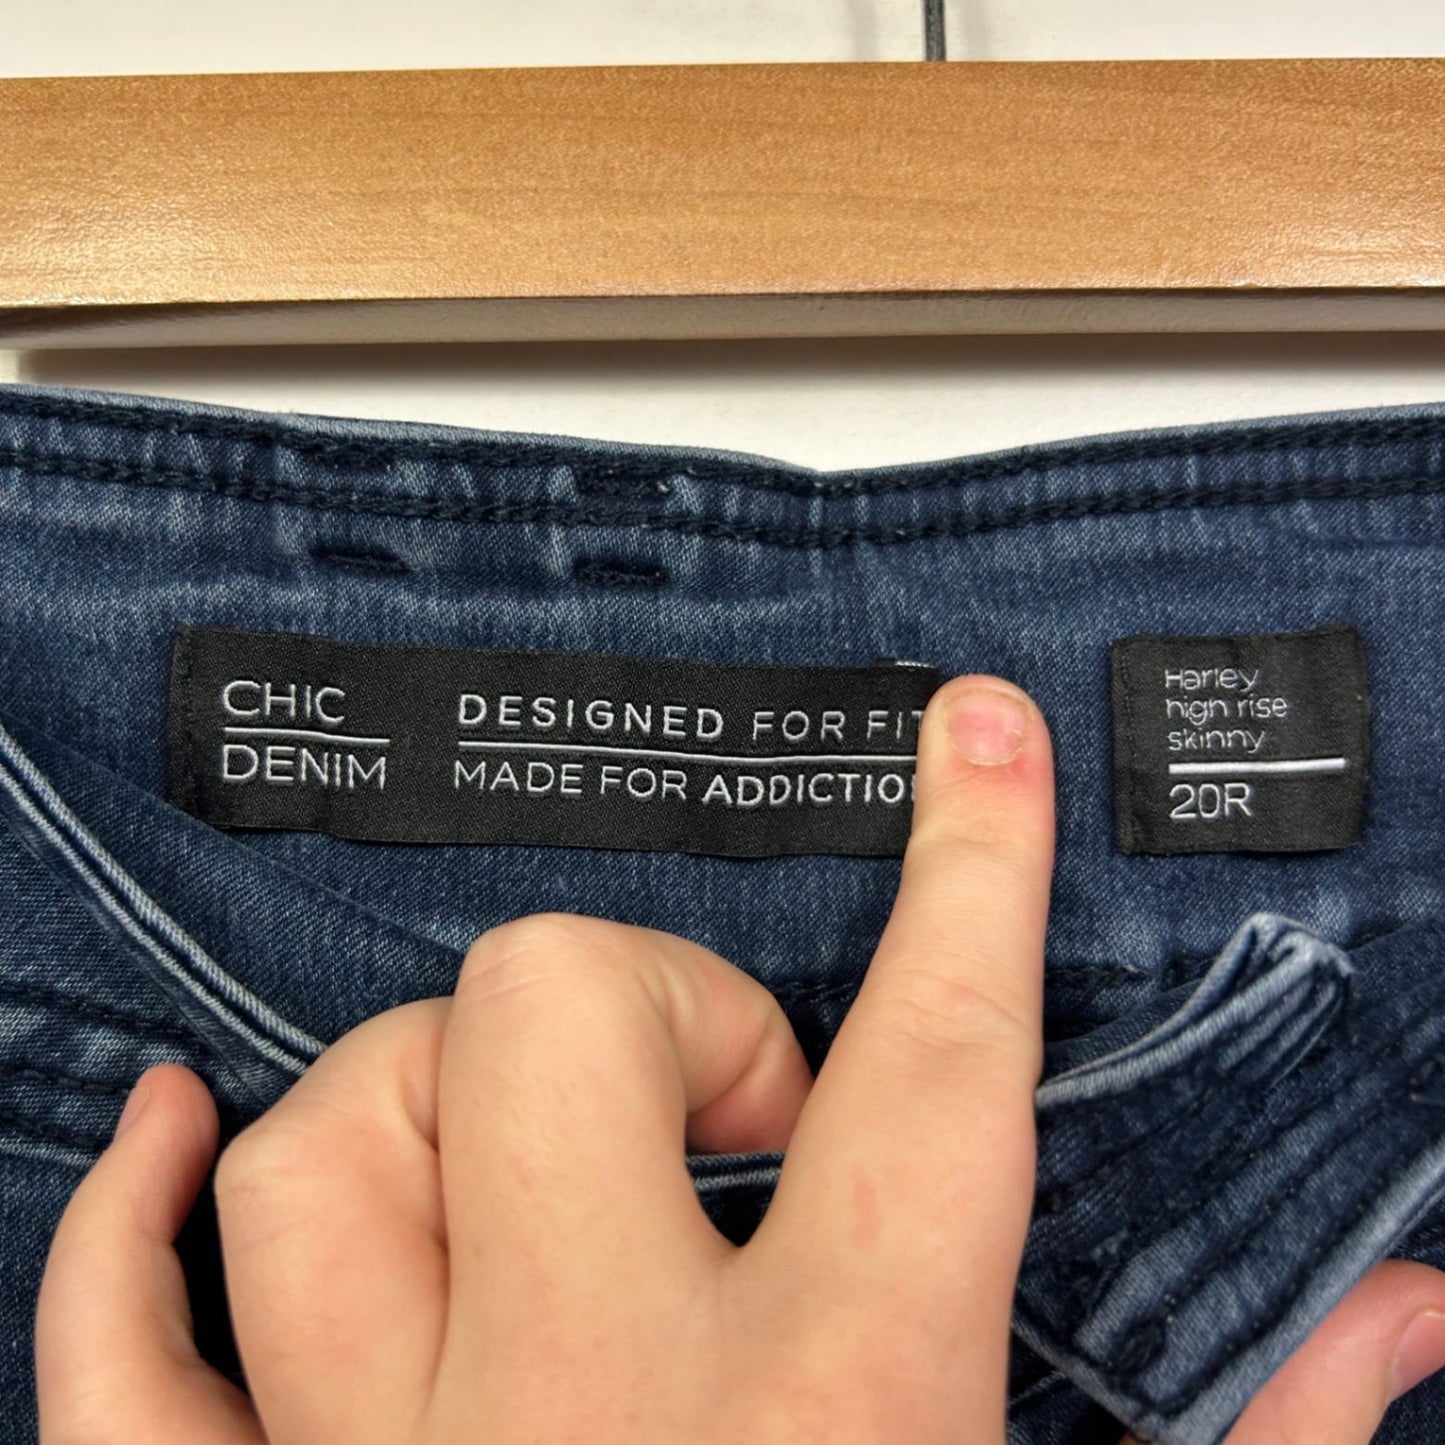 CHIC
DENIM
DESIGNED FOR FIT
MADE FOR ADDICTIO
Harley
high rise
skinny
20R